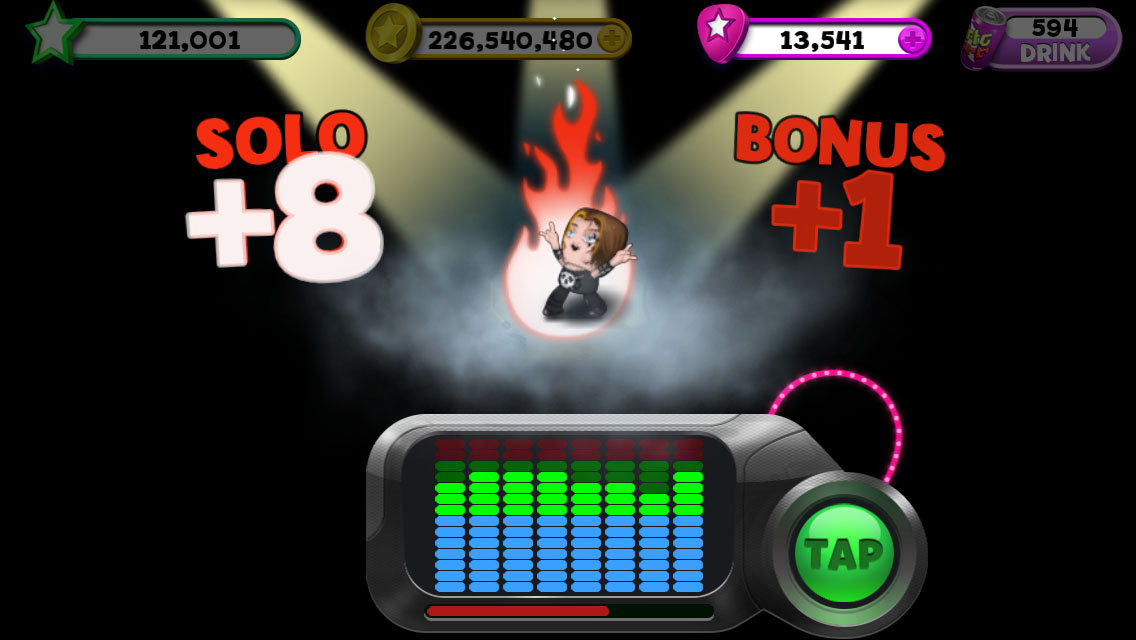 121,001
226,540,480
13,541
594
DRINK
SOLO
+8
BONUS
+1
TAP